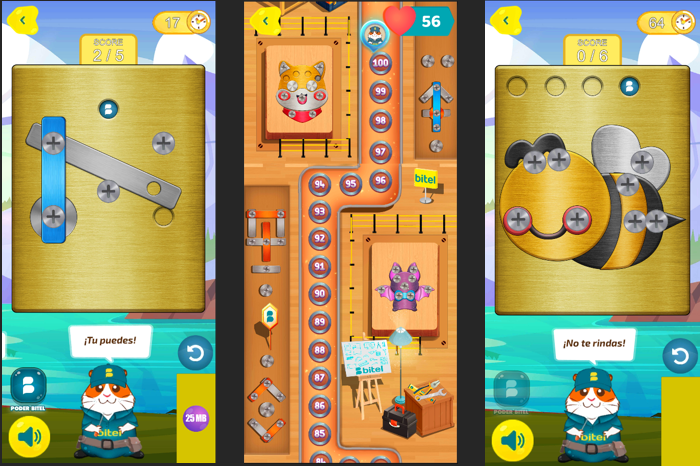 17
SCORE
2 / 5
B
¡Tu puedes!
B
PODER BITEL
bitel
25 MB
56
100
99
98
97
96
95
94
93
92
91
90
89
88
87
86
85
84
bitel
B
bitel
64
SCORE
0 / 6
B
¡No te rindas!
B
PODER BITEL
bitel